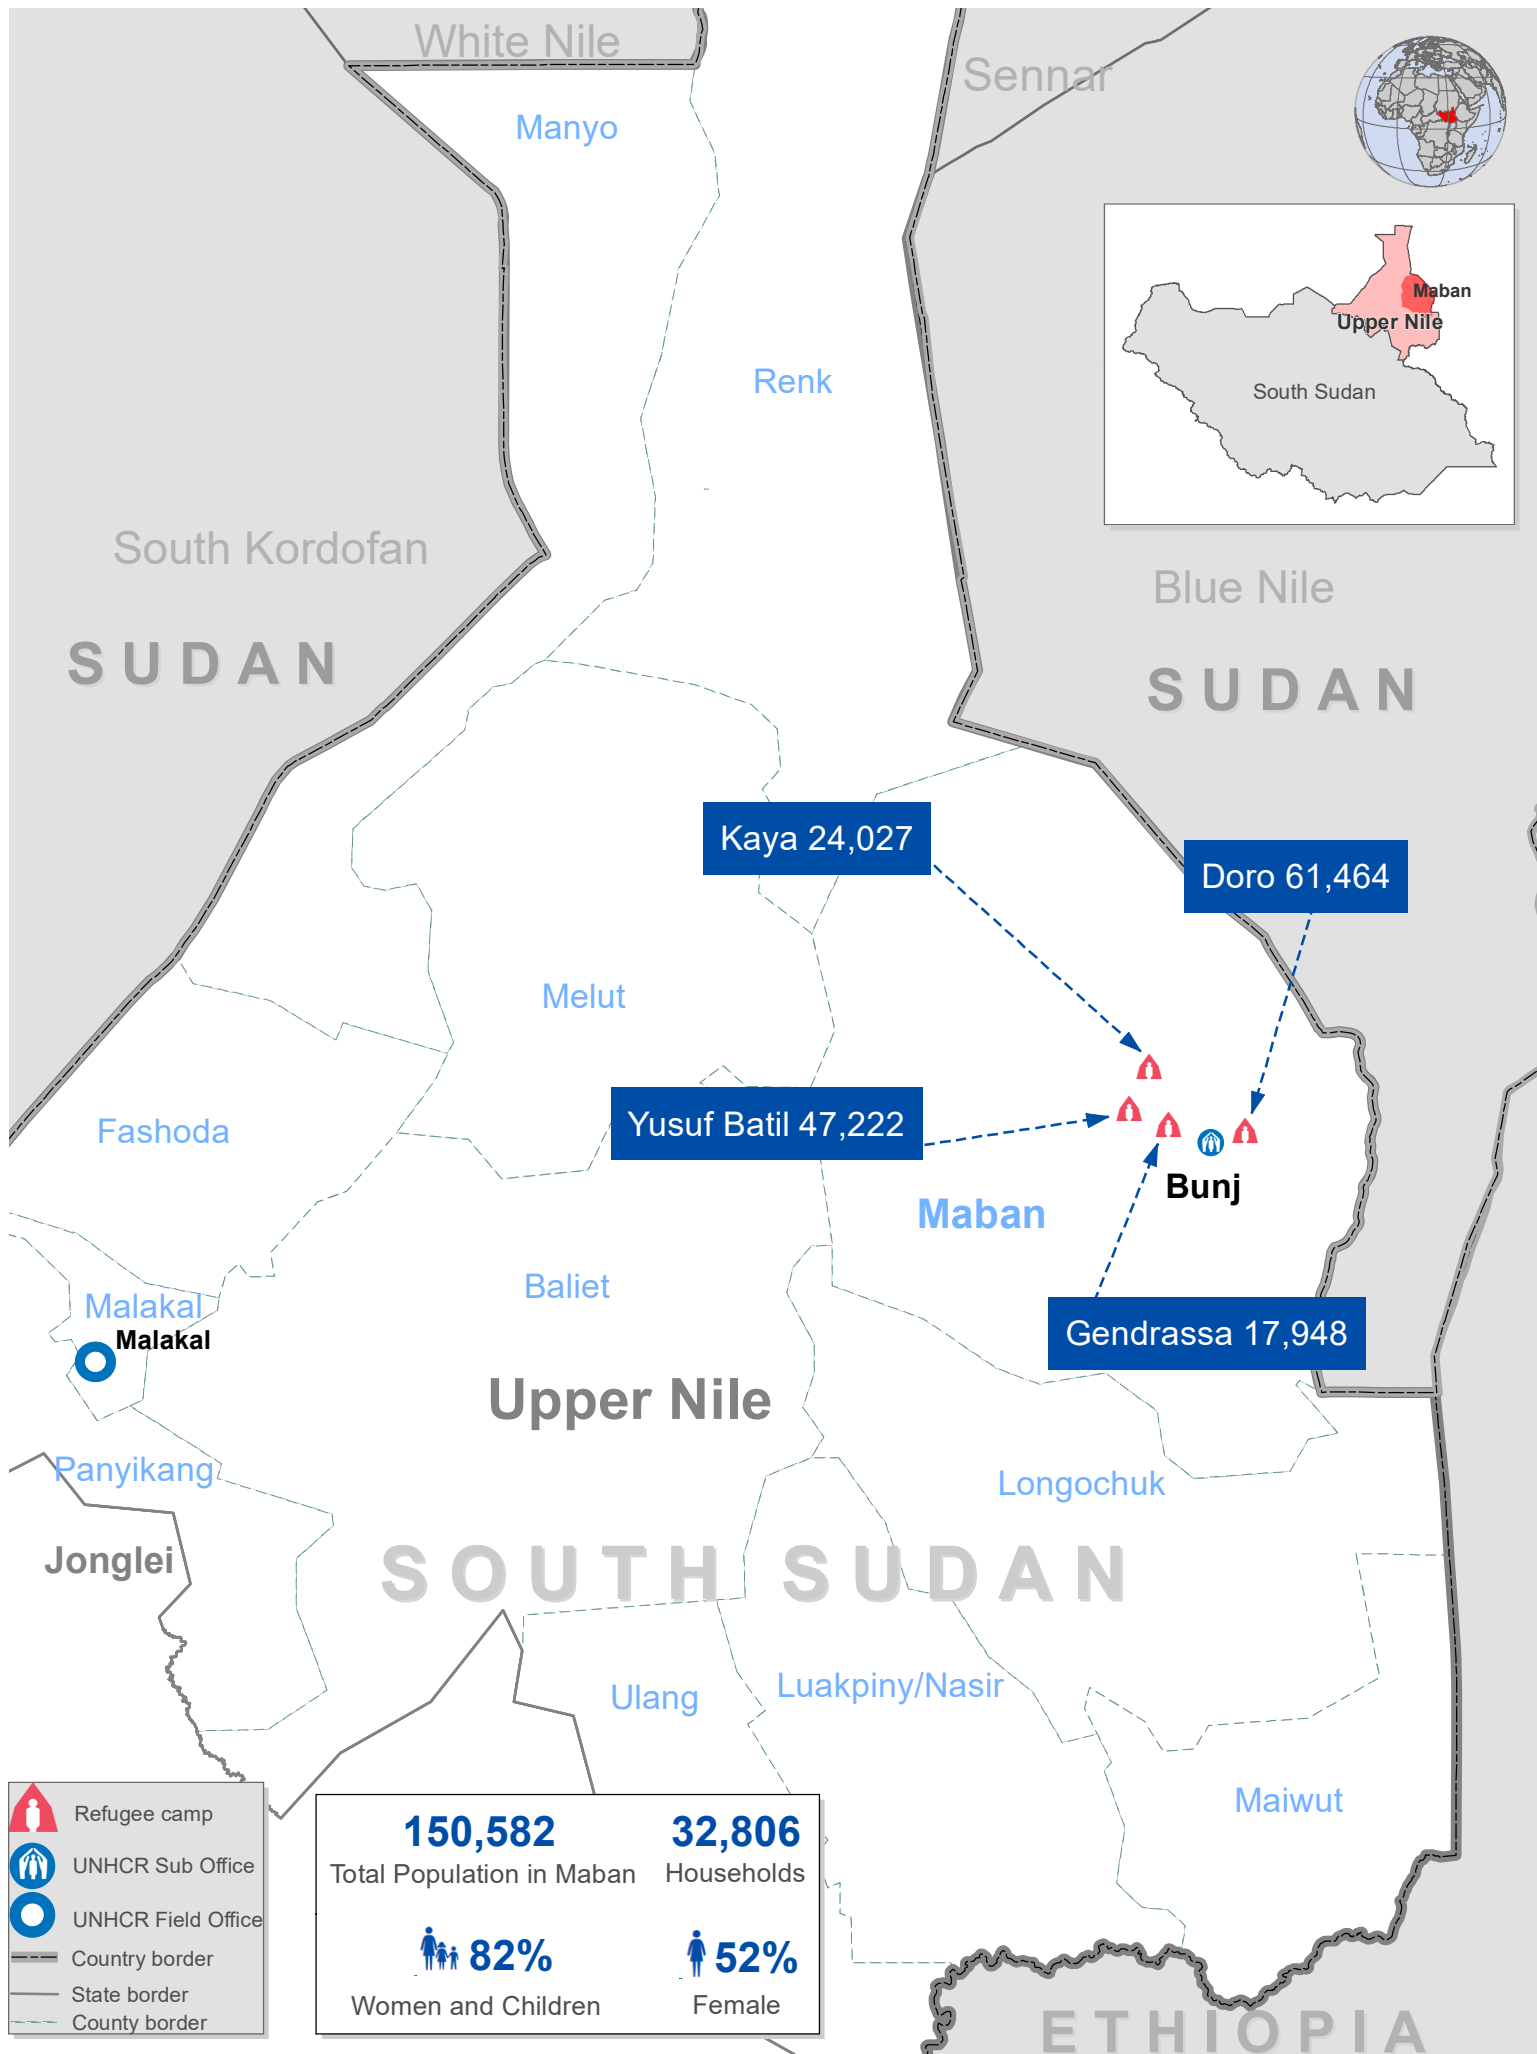 White Nile
Sennar
Manyo
Maban
Upper Nile
South Sudan
Renk
South Kordofan
Blue Nile
SUDAN
SUDAN
Kaya 24,027
Doro 61,464
Melut
Yusuf Batil 47,222
Fashoda
Bunj
Maban
Baliet
Malakal
Malakal
Gendrassa 17,948
Upper Nile
Panyikang
Longochuk
Jonglei
SOUTH SUDAN
Ulang
Luakpiny/Nasir
Maiwut
Refugee camp
UNHCR Sub Office
UNHCR Field Office
Country border
State border
County border
150,582
Total Population in Maban
32,806
Households
82%
Women and Children
52%
Female
ETHIOPIA